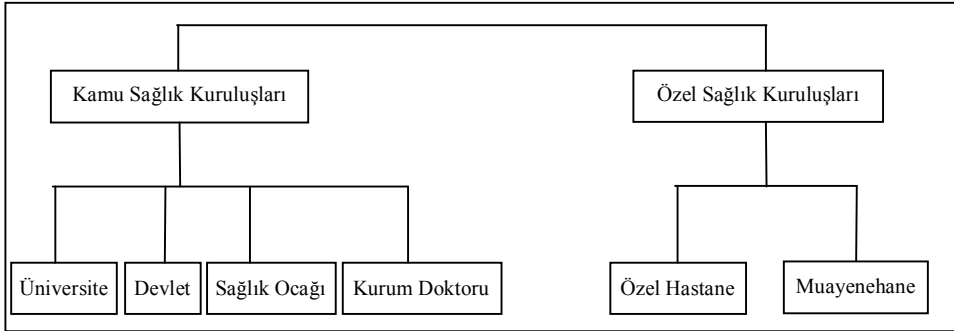 Kamu Sağlık Kuruluşları
Özel Sağlık Kuruluşları
Üniversite
Devlet
Sağlık Ocağı
Kurum Doktoru
Özel Hastane
Muayenehane